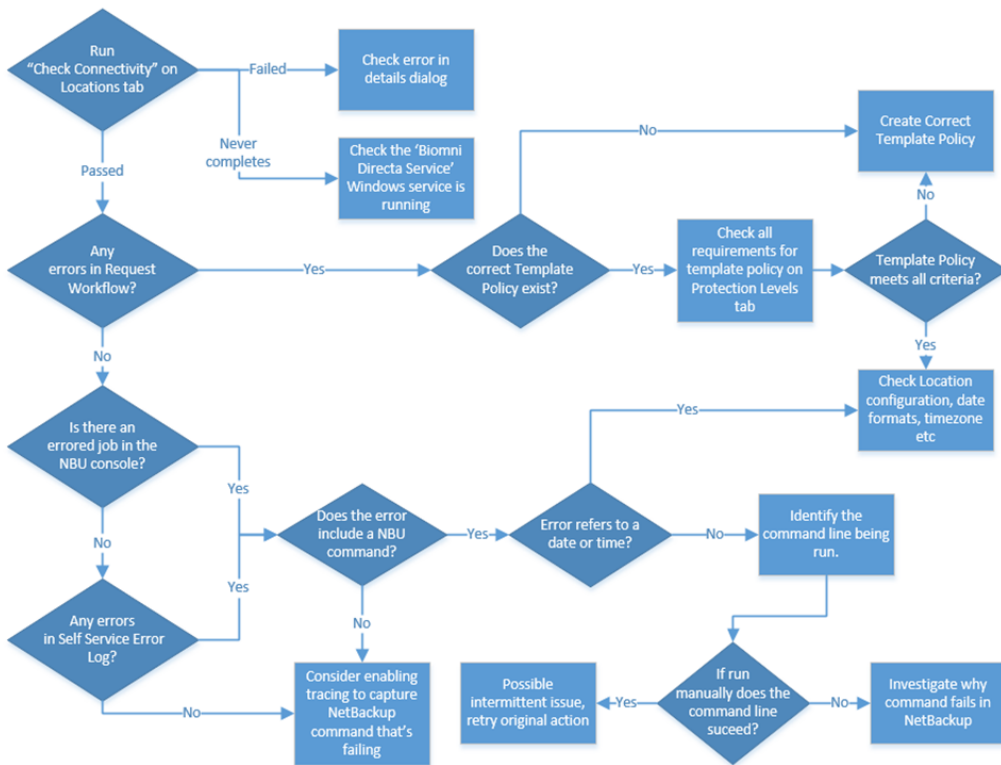 Run
“Check Connectivity” on
Locations tab
Failed
Check error in
details dialog
Never
completes
Check the ‘Biomni
Directa Service’
Windows service is
running
Passed
No
Create Correct
Template Policy
No
Any
errors in Request
Workflow?
Yes
Does the
correct Template
Policy exist?
Yes
Check all
requirements for
template policy on
Protection Levels
tab
Template Policy
meets all criteria?
Yes
Check Location
configuration, date
formats, timezone
etc
No
Is there an
errored job in the
NBU console?
Yes
No
Any errors
in Self Service Error
Log?
Yes
No
Does the error
include a NBU
command?
Yes
No
Consider enabling
tracing to capture
NetBackup
command that’s
failing
Error refers to a
date or time?
Yes
No
Identify the
command line being
run.
If run
manually does the
command line
suceed?
Yes
Possible
intermittent issue,
retry original action
No
Investigate why
command fails in
NetBackup